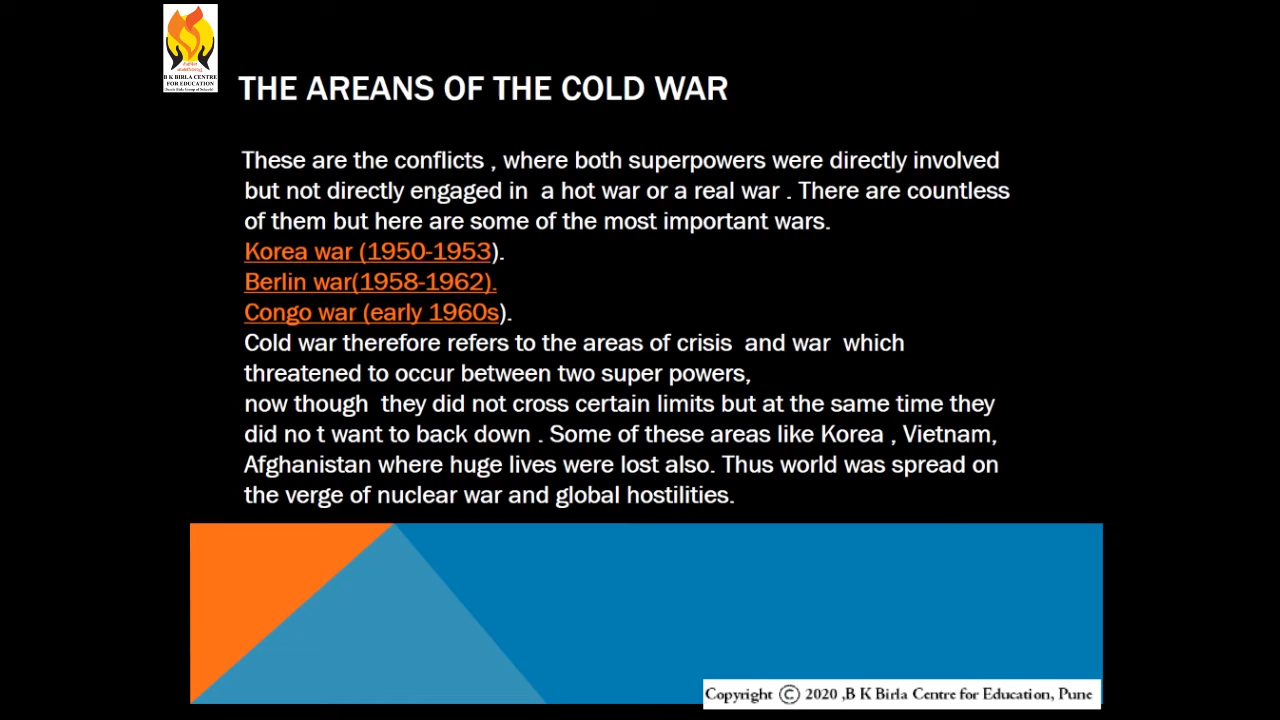 B K BIRLA CENTRE
FOR EDUCATION
THE AREANS OF THE COLD WAR
These are the conflicts , where both superpowers were directly involved
but not directly engaged in a hot war or a real war . There are countless
of them but here are some of the most important wars.
Korea war (1950-1953).
Berlin war(1958-1962).
Congo war (early 1960s).
Cold war therefore refers to the areas of crisis and war which
threatened to occur between two super powers,
now though they did not cross certain limits but at the same time they
did no t want to back down . Some of these areas like Korea , Vietnam,
Afghanistan where huge lives were lost also. Thus world was spread on
the verge of nuclear war and global hostilities.
Copyright © 2020 ,B K Birla Centre for Education, Pune